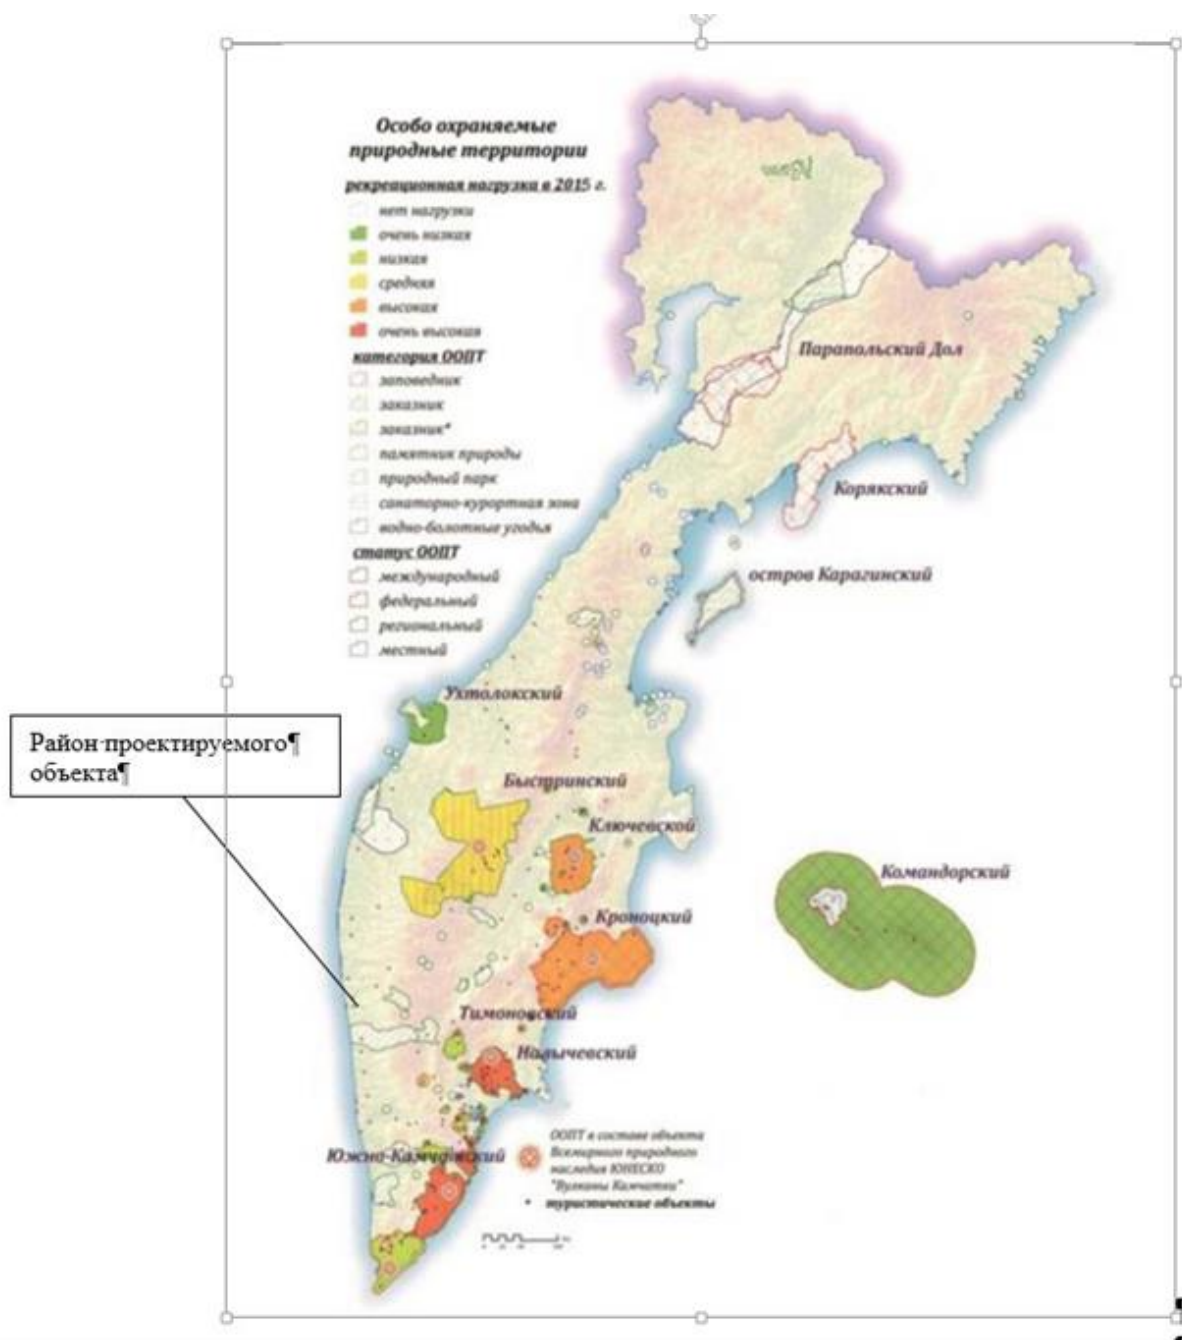 Особо охраняемые
природные территории
рекреационная нагрузка в 2015 г.
нет нагрузки
очень низкая
низкая
средняя
высокая
очень высокая
категория ООПТ
заповедник
заказник
заказник*
памятник природы
природный парк
санаторно-курортная зона
водно-болотные угодья
статус ООПТ
международный
федеральный
региональный
местный
Парапольский Дол
Корякский
остров Карагинский
Ухтолокский
Район проектируемого¶
объекта¶
Быстринский
Ключевской
Командорский
Кроноцкий
Тимоновский
Налычевский
Южно-Камчатский
ООПТ в составе объекта
Всемирного природного
наследия ЮНЕСКО
"Вулканы Камчатки"
туристические объекты